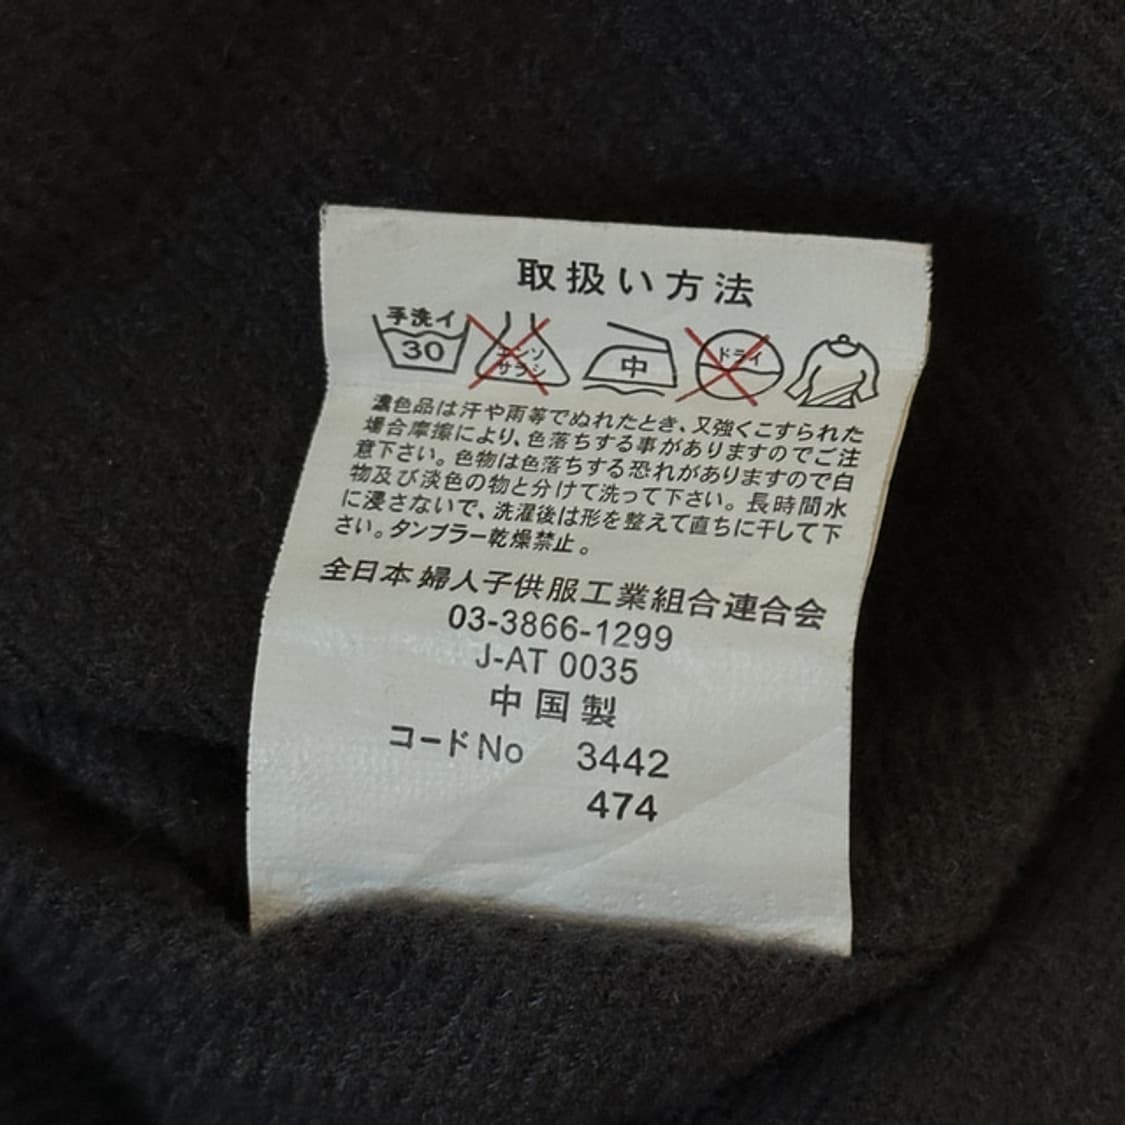 取扱い方法
手洗イ
30
エンソ
サラシ
中
ドライ
濃色品は汗や雨等でぬれたとき、又強くこすられた
場合摩擦により、色落ちする事がありますのでご注
意下さい。色物は色落ちする恐れがありますので白
物及び淡色の物と分けて洗って下さい。長時間水
に浸さないで、洗濯後は形を整えて直ちに干して下
さい。タンブラー乾燥禁止。
全日本婦人子供服工業組合連合会
03-3866-1299
J-AT 0035
中国製
コードNo 3442
474